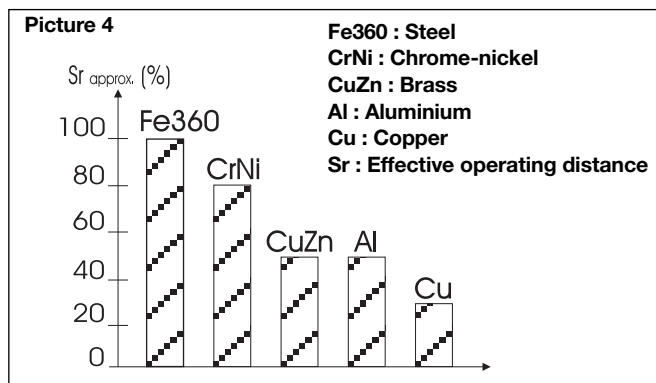 Picture 4
Fe360 : Steel
CrNi : Chrome-nickel
CuZn : Brass
Al : Aluminium
Cu : Copper
Sr : Effective operating distance
Sr approx. (%)
100
80
60
40
20
0
Fe360
CrNi
CuZn
Al
Cu